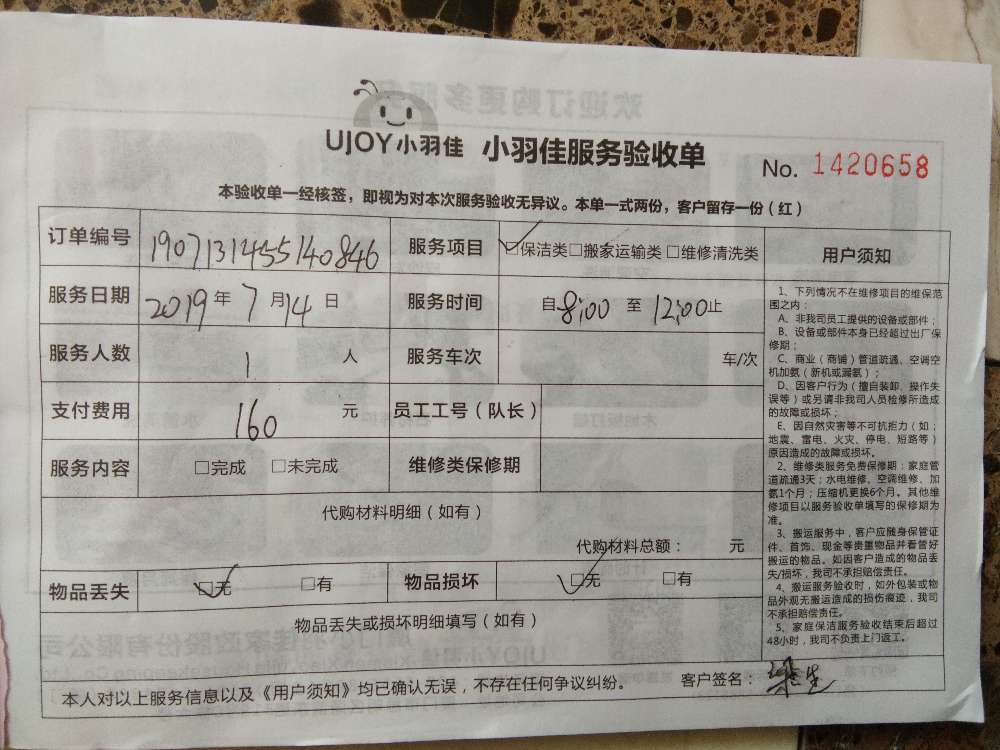 UJOY小羽佳 小羽佳服务验收单 No. 1420658
本验收单一经核签，即视为对本次服务验收无异议。本单一式两份，客户留存一份（红）
订单编号 1907131455140846 服务项目 ☑保洁类□搬家运输类□维修清洗类
服务日期 2019年7月14日 服务时间 自8:00至12:00止
服务人数 1人 服务车次 车/次
支付费用 160元 员工工号（队长）
服务内容 □完成 □未完成 维修类保修期
代购材料明细（如有）
代购材料总额： 元
物品丢失 ☑无 □有 物品损坏 ☑无 □有
物品丢失或损坏明细填写（如有）
本人对以上服务信息以及《用户须知》均已确认无误，不存在任何争议纠纷。 客户签名：
用户须知
1、下列情况不在维修项目的维保范
围之内：
A、非我司员工提供的设备或部件；
B、设备或部件本身已经超过出厂保
修期；
C、商业（商铺）管道疏通、空调空
机加氨（新机或漏氨）；
D、因客户行为（擅自装卸、操作失
误等）或另请非我司人员检修所造成
的故障或损坏；
E、因自然灾害等不可抗拒力（如；
地震、雷电、火灾、停电、短路等）
原因造成的故障或损坏。
2、维修类服务免费保修期：家庭管
道疏通3天；水电维修、空调维修、加
氨1个月；压缩机更换6个月。其他维
修项目以服务验收单填写的保修期为
准。
3、搬运服务中，客户应随身保管证
件、首饰、现金等贵重物品并看管好
搬运的物品。如因客户造成的物品丢
失/损坏，我司不承担赔偿责任。
4、搬运服务验收时，如外包装或物
品外观无搬运造成的损伤痕迹，我司
不承担赔偿责任。
5、家庭保洁服务验收结束后超过
48小时，我司不负责上门返工。